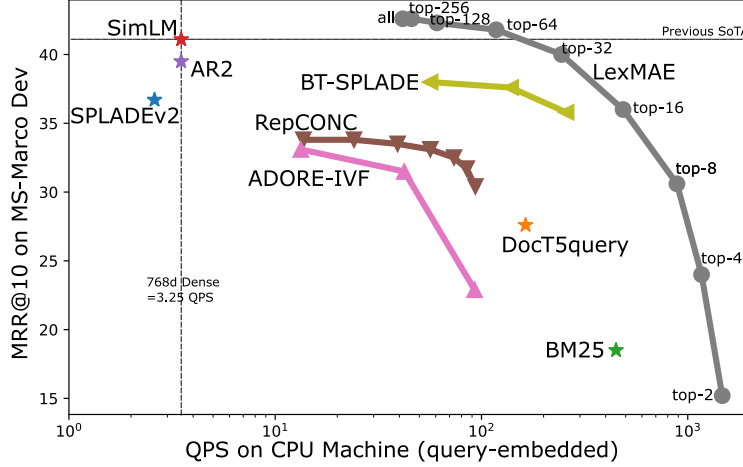 all
top-256
top-128
top-64
top-32
top-16
top-8
top-4
top-2
SimLM
AR2
SPLADEv2
BT-SPLADE
LexMAE
RepCONC
ADORE-IVF
DocT5query
BM25
Previous SoTA
768d Dense
=3.25 QPS
40
35
30
25
20
15
10⁰
10¹
10²
10³
MRR@10 on MS-Marco Dev
QPS on CPU Machine (query-embedded)